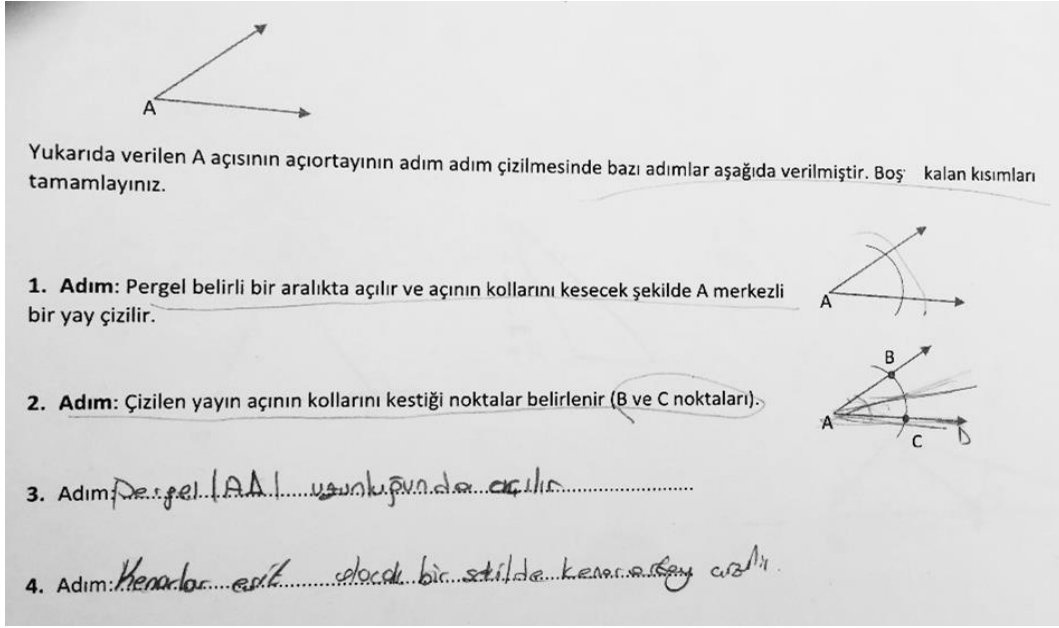 A
Yukarıda verilen A açısının açıortayının adım adım çizilmesinde bazı adımlar aşağıda verilmiştir. Boş kalan kısımları
tamamlayınız.
1. Adım: Pergel belirli bir aralıkta açılır ve açının kollarını kesecek şekilde A merkezli
bir yay çizilir.
A
B
2. Adım: Çizilen yayın açının kollarını kestiği noktalar belirlenir (B ve C noktaları).
A
C D
3. Adım: Pergel |AD| uzunluğunda açılır
4. Adım: Kenarlar eşit olacak bir şekilde kenarortay